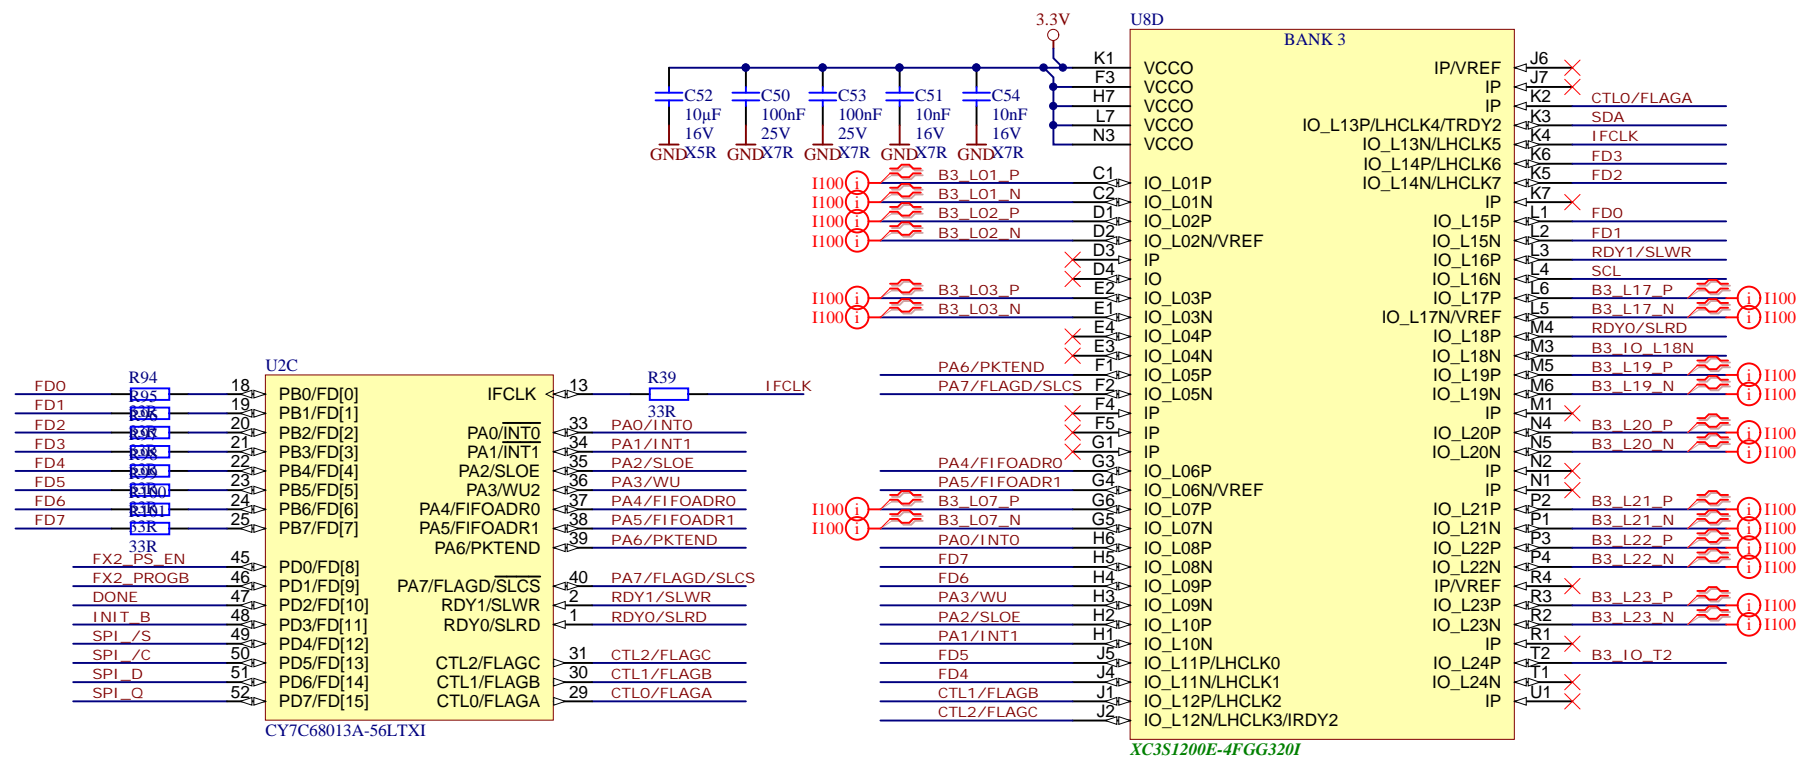 3.3V
U8D
BANK 3
K1 VCCO
F3 VCCO
H7 VCCO
L7 VCCO
N3 VCCO
C52 10µF 16V X5R GND
C50 100nF 25V X7R GND
C53 100nF 25V X7R GND
C51 10nF 16V X7R GND
C54 10nF 16V X7R GND
I100 B3_L01_P C1 IO_L01P
I100 B3_L01_N C2 IO_L01N
I100 B3_L02_P D1 IO_L02P
I100 B3_L02_N D2 IO_L02N/VREF
D3 IP
D4 IO
I100 B3_L03_P E2 IO_L03P
I100 B3_L03_N E1 IO_L03N
E4 IO_L04P
E3 IO_L04N
PA6/PKTEND F1 IO_L05P
PA7/FLAGD/SLCS F2 IO_L05N
F4 IP
F5 IP
G1 IP
PA4/FIFOADR0 G3 IO_L06P
PA5/FIFOADR1 G4 IO_L06N/VREF
I100 B3_L07_P G6 IO_L07P
I100 B3_L07_N G5 IO_L07N
PA0/INT0 H6 IO_L08P
FD7 H5 IO_L08N
FD6 H4 IO_L09P
PA3/WU H3 IO_L09N
PA2/SLOE H2 IO_L10P
PA1/INT1 H1 IO_L10N
FD5 J5 IO_L11P/LHCLK0
FD4 J4 IO_L11N/LHCLK1
CTL1/FLAGB J1 IO_L12P/LHCLK2
CTL2/FLAGC J2 IO_L12N/LHCLK3/IRDY2
IP/VREF J6
IP J7
IP K2 CTL0/FLAGA
IO_L13P/LHCLK4/TRDY2 K3 SDA
IO_L13N/LHCLK5 K4 IFCLK
IO_L14P/LHCLK6 K6 FD3
IO_L14N/LHCLK7 K5 FD2
IP K7
IO_L15P L1 FD0
IO_L15N L2 FD1
IO_L16P L3 RDY1/SLWR
IO_L16N L4 SCL
IO_L17P L6 B3_L17_P I100
IO_L17N/VREF L5 B3_L17_N I100
IO_L18P M4 RDY0/SLRD
IO_L18N M3 B3_IO_L18N
IO_L19P M5 B3_L19_P I100
IO_L19N M6 B3_L19_N I100
IP M1
IO_L20P N4 B3_L20_P I100
IO_L20N N5 B3_L20_N I100
IP N2
IP N1
IO_L21P P2 B3_L21_P I100
IO_L21N P1 B3_L21_N I100
IO_L22P P3 B3_L22_P I100
IO_L22N P4 B3_L22_N I100
IP/VREF R4
IO_L23P R3 B3_L23_P I100
IO_L23N R2 B3_L23_N I100
IP R1
IO_L24P T2 B3_IO_T2
IO_L24N T1
IP U1
XC3S1200E-4FGG320I
U2C
FD0 R94 18 PB0/FD[0]
FD1 R95 19 PB1/FD[1]
FD2 20 PB2/FD[2]
FD3 21 PB3/FD[3]
FD4 22 PB4/FD[4]
FD5 23 PB5/FD[5]
FD6 24 PB6/FD[6]
FD7 25 PB7/FD[7]
33R
FX2_PS_EN 45 PD0/FD[8]
FX2_PROGB 46 PD1/FD[9]
DONE 47 PD2/FD[10]
INIT_B 48 PD3/FD[11]
SPI_/S 49 PD4/FD[12]
SPI_/C 50 PD5/FD[13]
SPI_D 51 PD6/FD[14]
SPI_Q 52 PD7/FD[15]
IFCLK 13 R39 33R IFCLK
PA0/INT0 33 PA0/INT0
PA1/INT1 34 PA1/INT1
PA2/SLOE 35 PA2/SLOE
PA3/WU2 36 PA3/WU
PA4/FIFOADR0 37 PA4/FIFOADR0
PA5/FIFOADR1 38 PA5/FIFOADR1
PA6/PKTEND 39 PA6/PKTEND
PA7/FLAGD/SLCS 40 PA7/FLAGD/SLCS
RDY1/SLWR 2 RDY1/SLWR
RDY0/SLRD 1 RDY0/SLRD
CTL2/FLAGC 31 CTL2/FLAGC
CTL1/FLAGB 30 CTL1/FLAGB
CTL0/FLAGA 29 CTL0/FLAGA
CY7C68013A-56LTXI